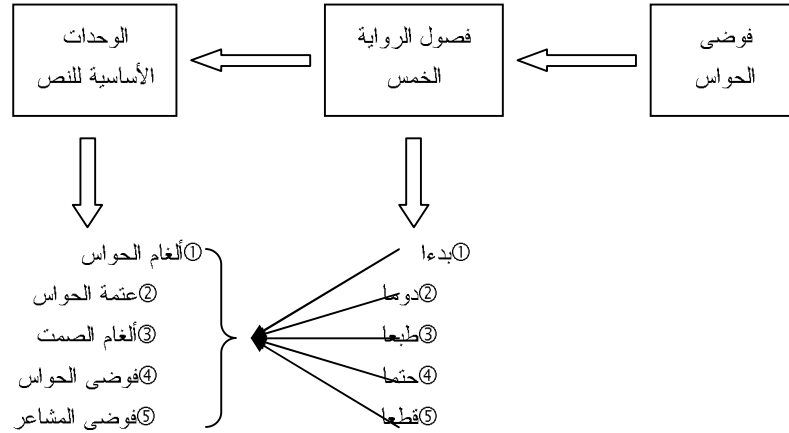 فوضى
الحواس
فصول الرواية
الخمس
الوحدات
الأساسية للنص
①بدءا
②دوما
③طبعا
④حتما
⑤قطعا
①ألغام الحواس
②عتمة الحواس
③ألغام الصمت
④فوضى الحواس
⑤فوضى المشاعر